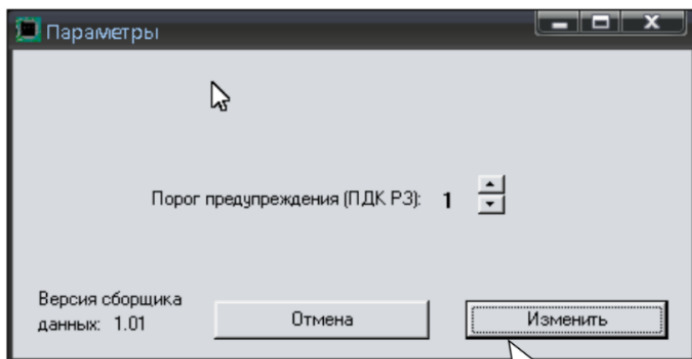 Параметры
Порог предупреждения (ПДК РЗ): 1
Версия сборщика
данных: 1.01
Отмена
Изменить